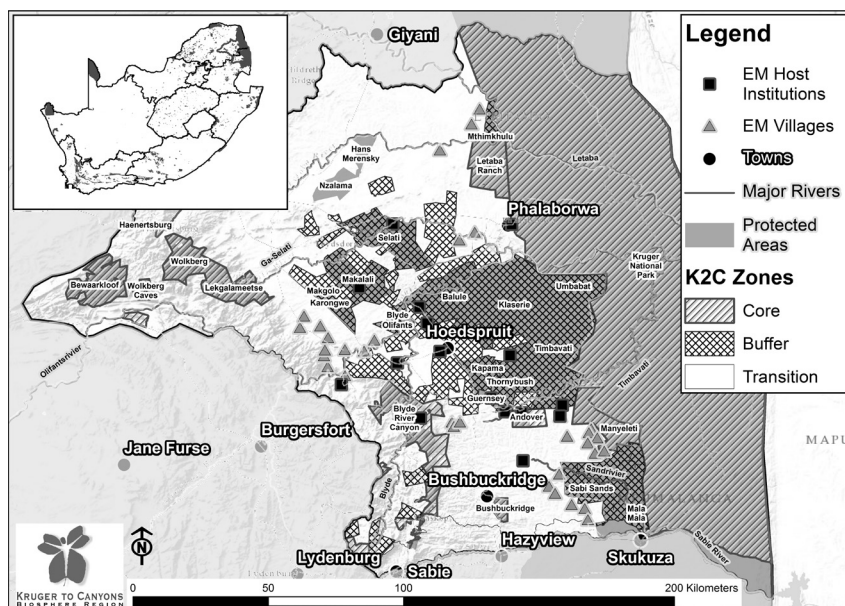 Giyani
Mthimkhulu
Hans
Merensky
Letaba
Ranch
Letaba
Nzalama
Phalaborwa
Haenertsburg
Ga-Selati
Selati
Kruger
National
Park
Wolkberg
Bewaarkloof
Wolkberg
Caves
Lekgalameetse
Makalali
Makgolo
Karongwe
Balule
Umbabat
Klaserie
Blyde
Olifants
Hoedspruit
Timbavati
Timbavati
Olifantsrivier
Kapama
Thornybush
Guernsey
Blyde
River
Canyon
Andover
Manyeleti
Burgersfort
Jane Furse
Sandrivier
Sabi Sands
Bushbuckridge
Bushbuckridge
Blyde
Mala
Mala
Hazyview
Lydenburg
Sabie
Skukuza
Sabie River
MAPU
Legend
EM Host
Institutions
EM Villages
Towns
Major Rivers
Protected
Areas
K2C Zones
Core
Buffer
Transition
N
KRUGER TO CANYONS
BIOSPHERE REGION
0 50 100 200 Kilometers